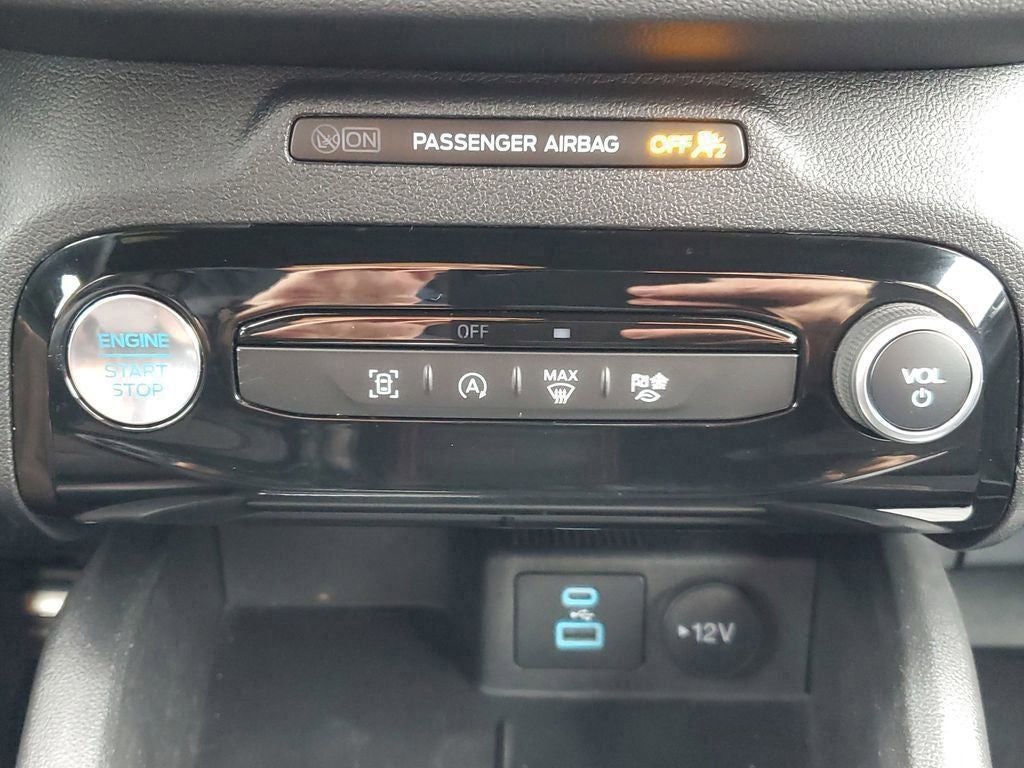 ON PASSENGER AIRBAG OFF
ENGINE
START
STOP
OFF
A
MAX
VOL
12V